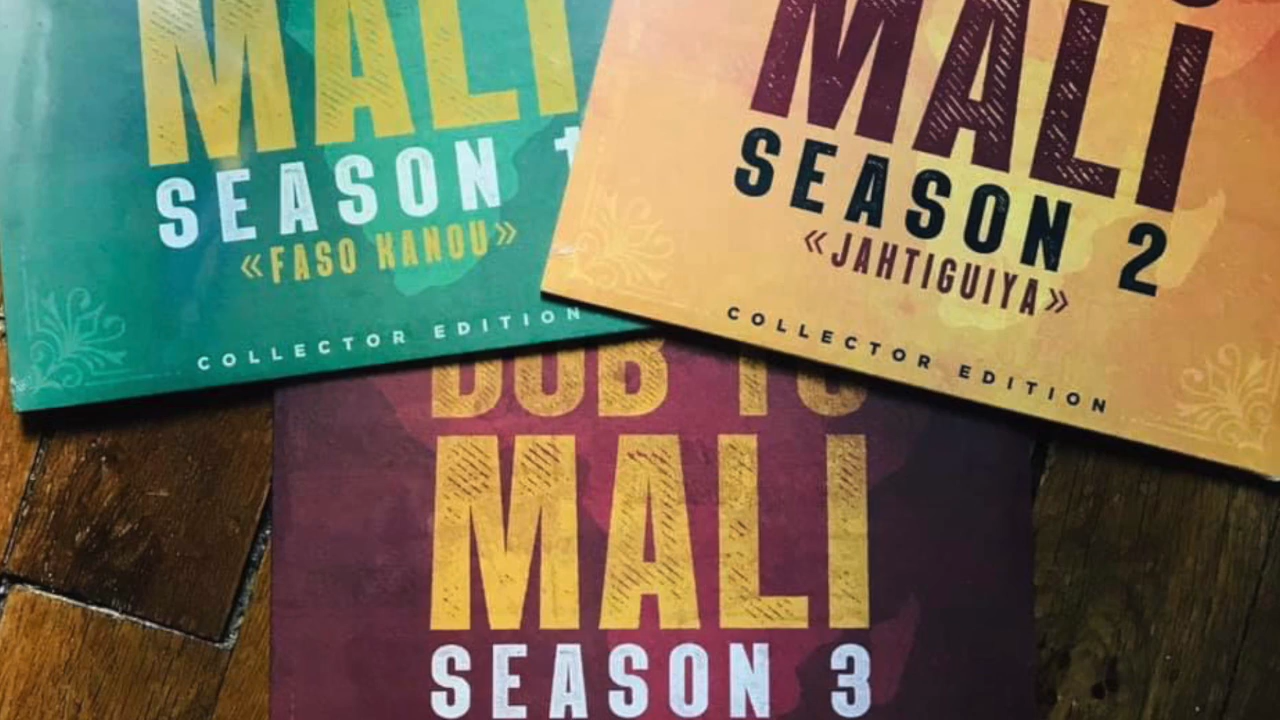 MALI
SEASON 1
«FASO KANOU»
COLLECTOR EDITION
MALI
SEASON 2
«JAHTIGUIYA»
COLLECTOR EDITION
DUB TO
MALI
SEASON 3